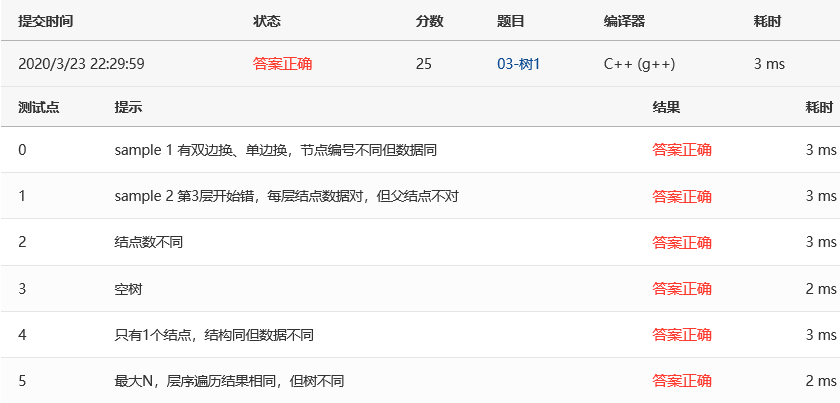 提交时间 状态 分数 题目 编译器 耗时
2020/3/23 22:29:59 答案正确 25 03-树1 C++ (g++) 3 ms
测试点 提示 结果 耗时
0 sample 1 有双边换、单边换，节点编号不同但数据同 答案正确 3 ms
1 sample 2 第3层开始错，每层结点数据对，但父结点不对 答案正确 3 ms
2 结点数不同 答案正确 3 ms
3 空树 答案正确 2 ms
4 只有1个结点，结构同但数据不同 答案正确 3 ms
5 最大N，层序遍历结果相同，但树不同 答案正确 2 ms